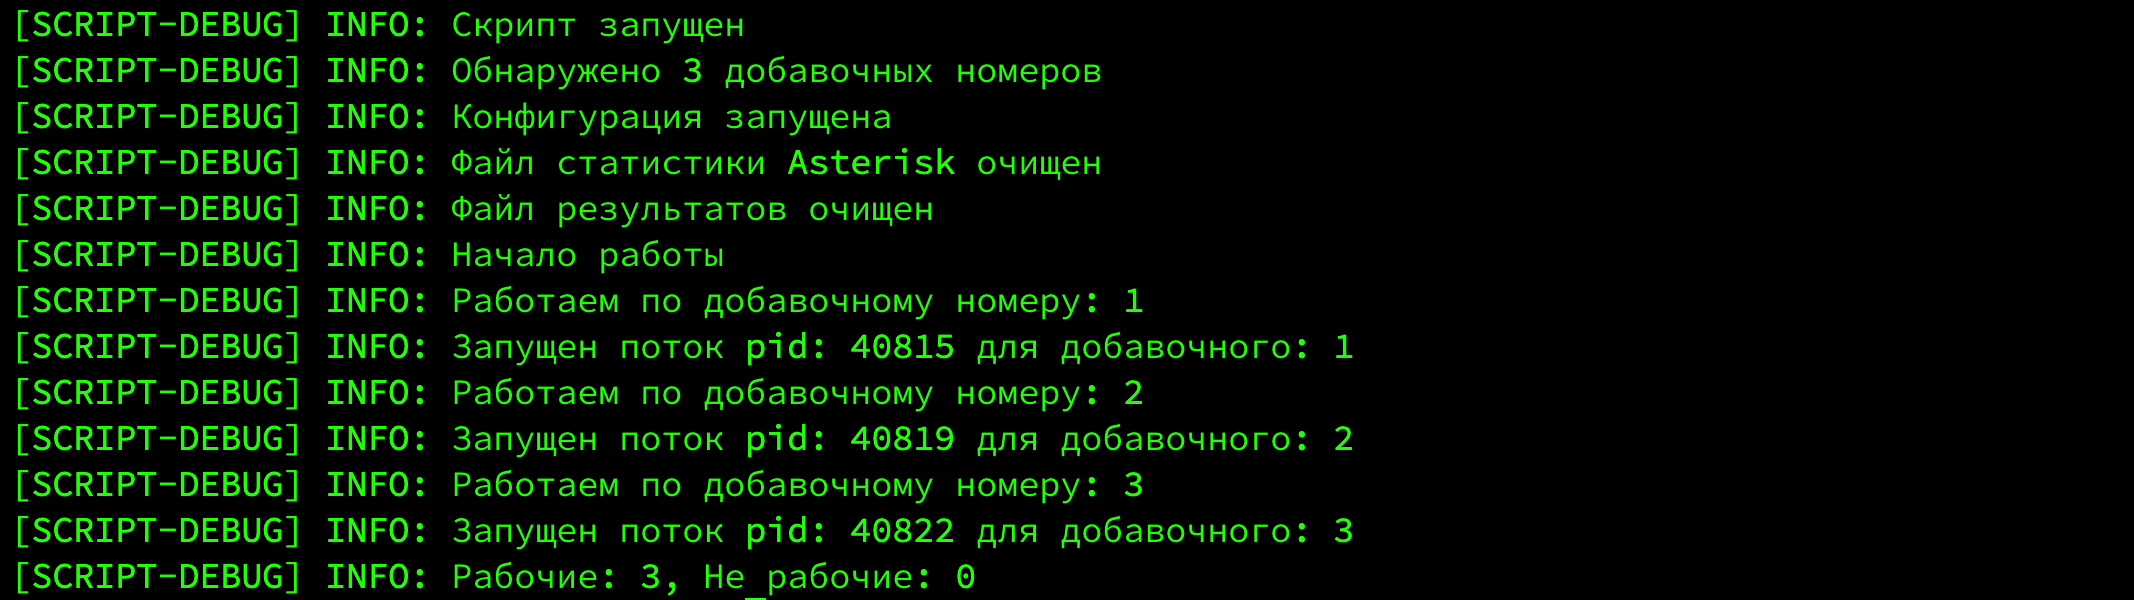 [SCRIPT-DEBUG] INFO: Скрипт запущен
[SCRIPT-DEBUG] INFO: Обнаружено 3 добавочных номеров
[SCRIPT-DEBUG] INFO: Конфигурация запущена
[SCRIPT-DEBUG] INFO: Файл статистики Asterisk очищен
[SCRIPT-DEBUG] INFO: Файл результатов очищен
[SCRIPT-DEBUG] INFO: Начало работы
[SCRIPT-DEBUG] INFO: Работаем по добавочному номеру: 1
[SCRIPT-DEBUG] INFO: Запущен поток pid: 40815 для добавочного: 1
[SCRIPT-DEBUG] INFO: Работаем по добавочному номеру: 2
[SCRIPT-DEBUG] INFO: Запущен поток pid: 40819 для добавочного: 2
[SCRIPT-DEBUG] INFO: Работаем по добавочному номеру: 3
[SCRIPT-DEBUG] INFO: Запущен поток pid: 40822 для добавочного: 3
[SCRIPT-DEBUG] INFO: Рабочие: 3, Не рабочие: 0